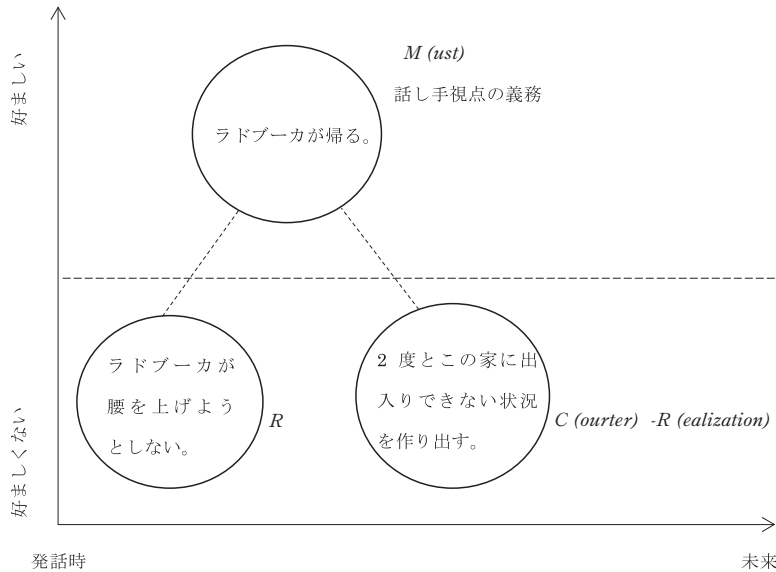 好ましい
M (ust)
話し手視点の義務
ラドブーカが帰る。
好ましくない
ラドブーカが
腰を上げよう
としない。
R
2 度とこの家に出
入りできない状況
を作り出す。
C (ourter) -R (ealization)
発話時
未来